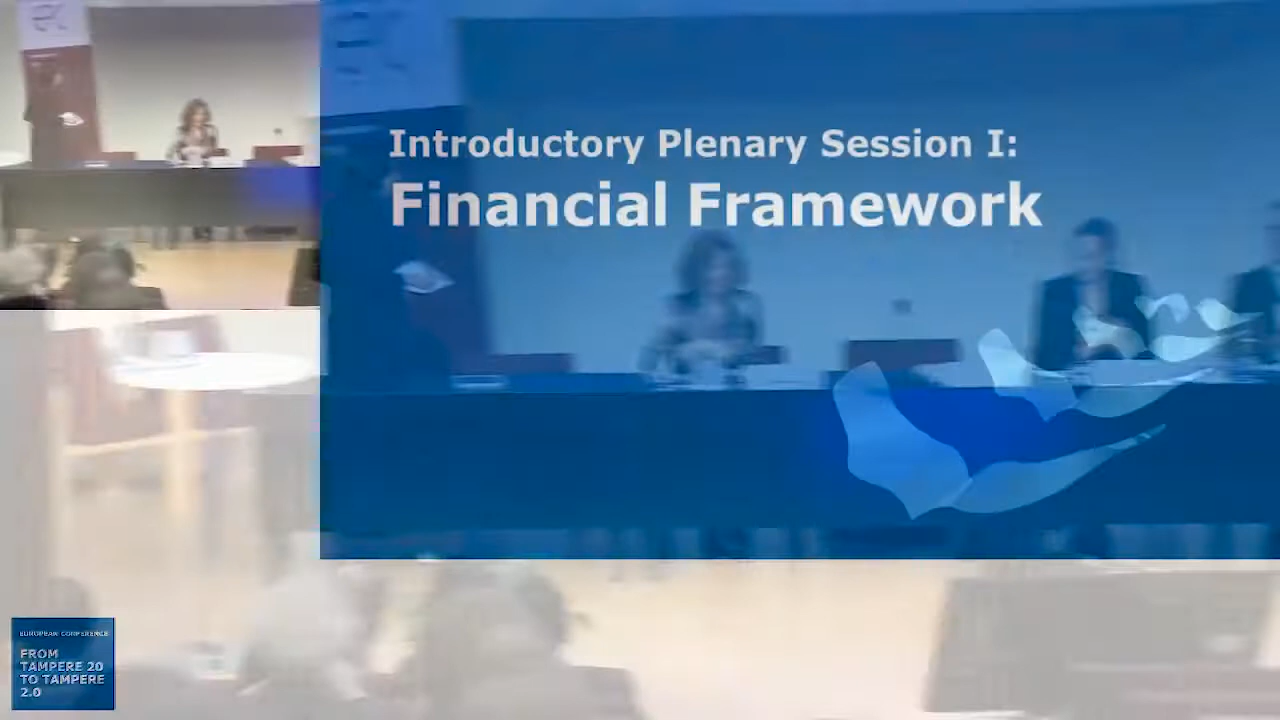 Introductory Plenary Session I:
Financial Framework
EUROPEAN CONFERENCE
FROM
TAMPERE 20
TO TAMPERE
2.0